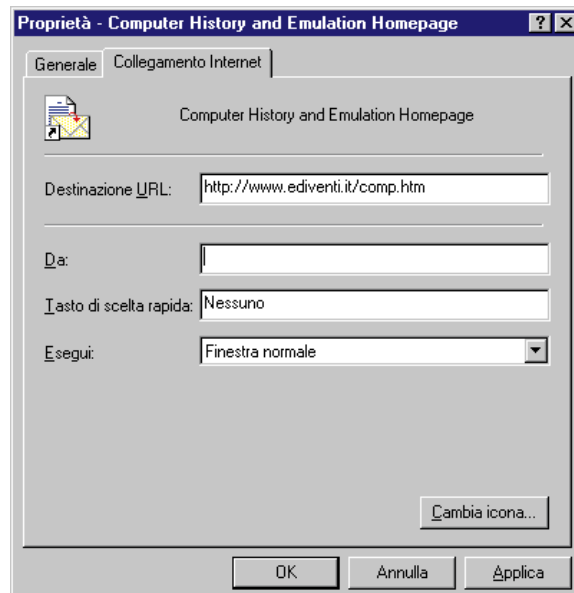 Proprietà - Computer History and Emulation Homepage
Generale
Collegamento Internet
Computer History and Emulation Homepage
Destinazione URL: http://www.ediventi.it/comp.htm
Da:
Tasto di scelta rapida: Nessuno
Esegui: Finestra normale
Cambia icona...
OK Annulla Applica